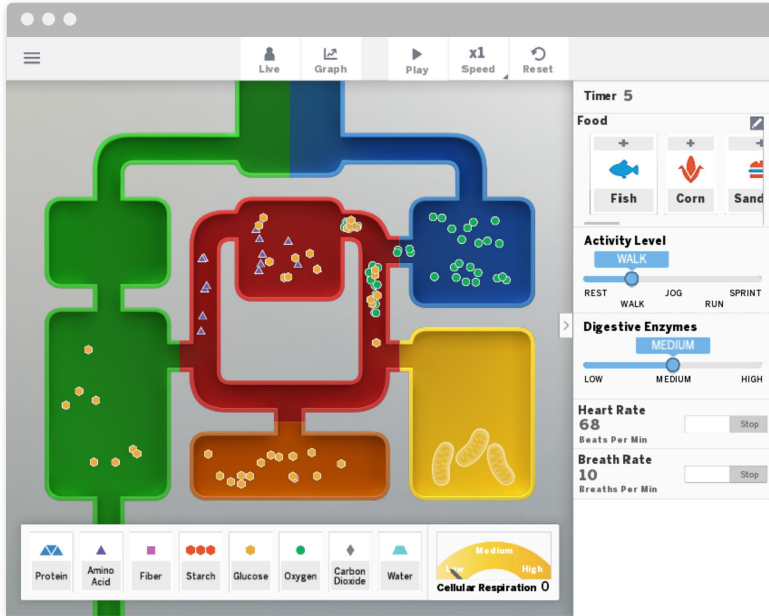 Live
Graph
Play
x1
Speed
Reset
Timer 5
Food
+ + +
Fish
Corn
Sand
Activity Level
WALK
REST JOG SPRINT
WALK RUN
Digestive Enzymes
MEDIUM
LOW MEDIUM HIGH
Heart Rate
68
Beats Per Min
Stop
Breath Rate
10
Breaths Per Min
Stop
Protein
Amino
Acid
Fiber
Starch
Glucose
Oxygen
Carbon
Dioxide
Water
Medium
Low
High
Cellular Respiration 0